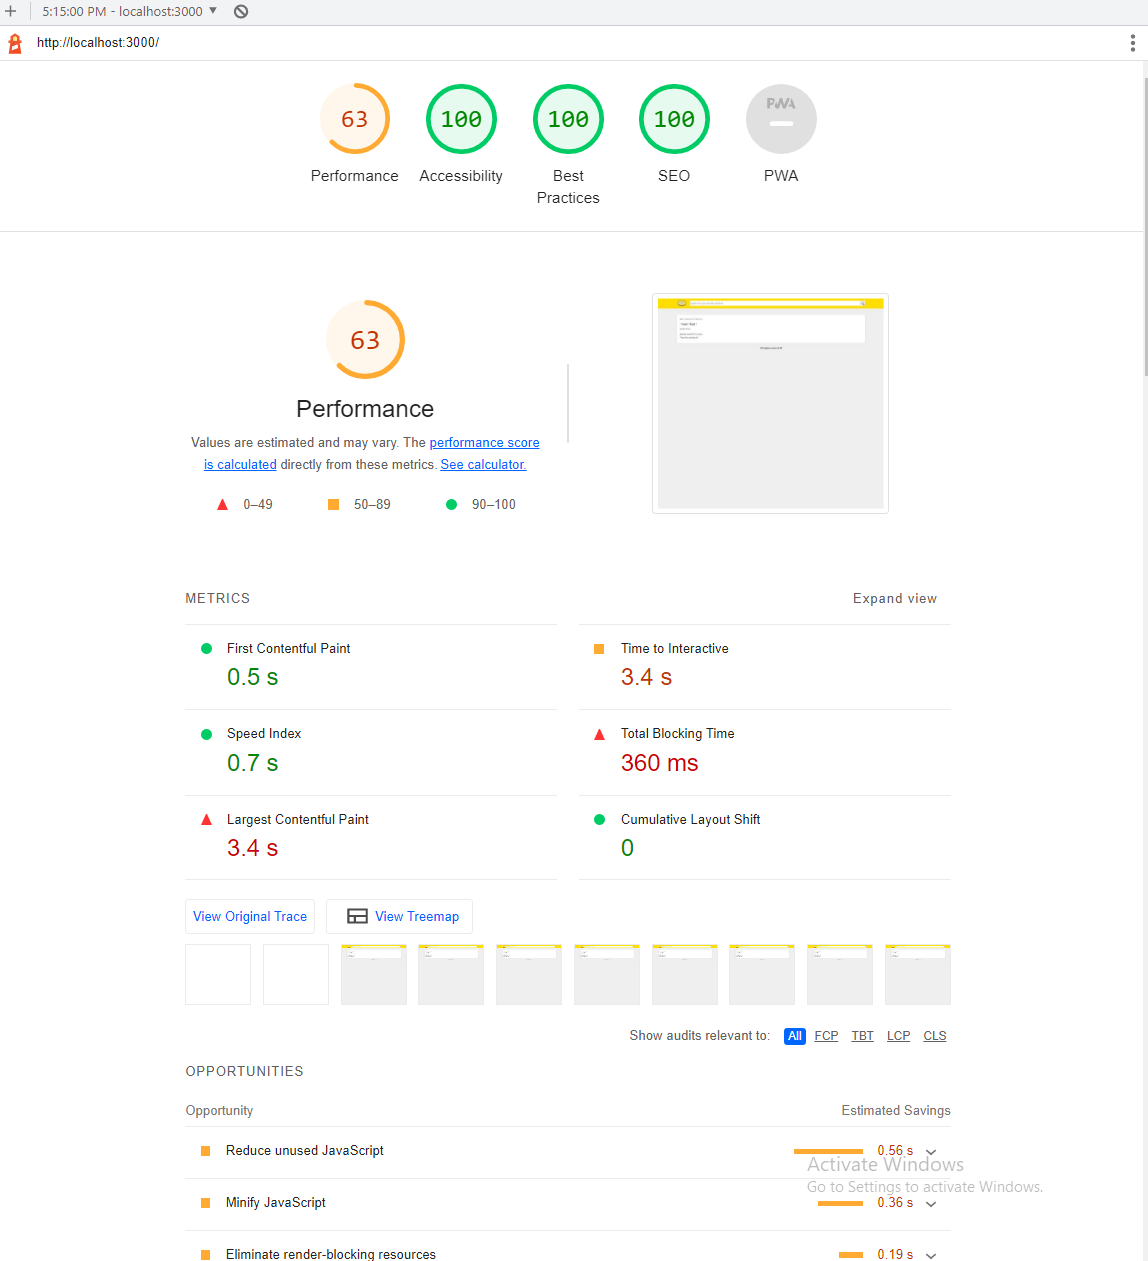 5:15:00 PM - localhost:3000
http://localhost:3000/
63
100
100
100
PWA
Performance
Accessibility
Best
Practices
SEO
PWA
63
Performance
Values are estimated and may vary. The performance score
is calculated directly from these metrics. See calculator.
0–49
50–89
90–100
METRICS
Expand view
First Contentful Paint
0.5 s
Time to Interactive
3.4 s
Speed Index
0.7 s
Total Blocking Time
360 ms
Largest Contentful Paint
3.4 s
Cumulative Layout Shift
0
View Original Trace
View Treemap
Show audits relevant to: All FCP TBT LCP CLS
OPPORTUNITIES
Opportunity
Estimated Savings
Reduce unused JavaScript
0.56 s
Activate Windows
Go to Settings to activate Windows.
Minify JavaScript
0.36 s
Eliminate render-blocking resources
0.19 s